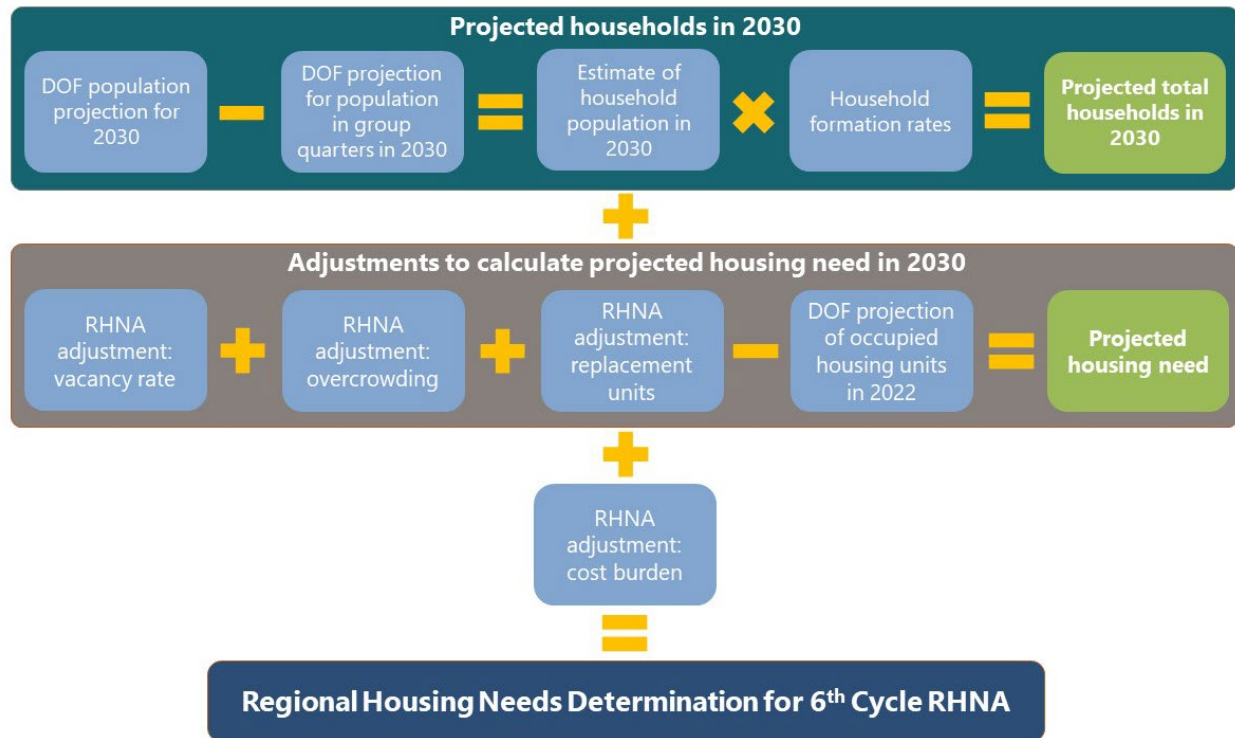 Projected households in 2030
DOF population
projection for
2030
DOF projection
for population
in group
quarters in 2030
Estimate of
household
population in
2030
Household
formation rates
Projected total
households in
2030
Adjustments to calculate projected housing need in 2030
RHNA
adjustment:
vacancy rate
RHNA
adjustment:
overcrowding
RHNA
adjustment:
replacement
units
DOF projection
of occupied
housing units
in 2022
Projected
housing need
RHNA
adjustment:
cost burden
Regional Housing Needs Determination for 6th Cycle RHNA